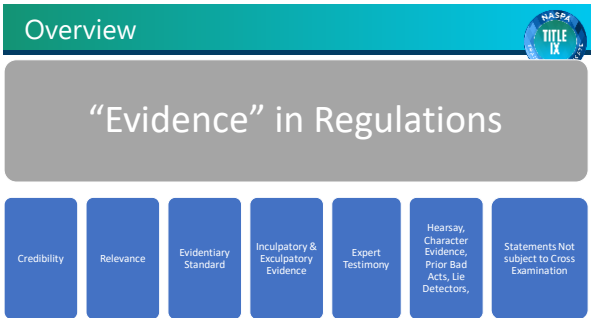 Overview
NASPA
TITLE
IX
“Evidence” in Regulations
Credibility
Relevance
Evidentiary
Standard
Inculpatory &
Exculpatory
Evidence
Expert
Testimony
Hearsay,
Character
Evidence,
Prior Bad
Acts, Lie
Detectors,
Statements Not
subject to Cross
Examination